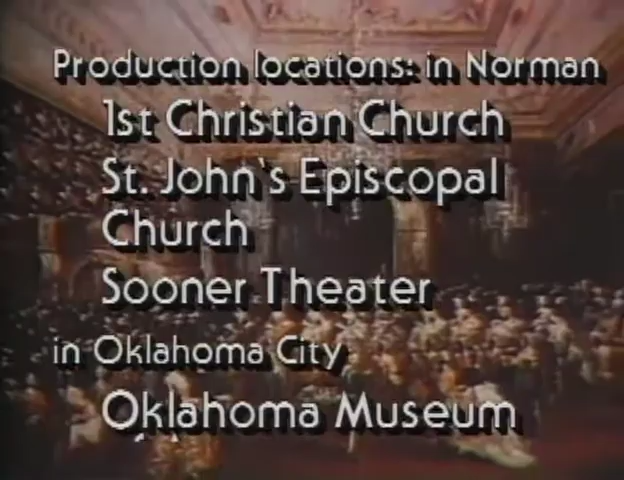 Production locations: in Norman
1st Christian Church
St. John's Episcopal
Church
Sooner Theater
in Oklahoma City
Oklahoma Museum